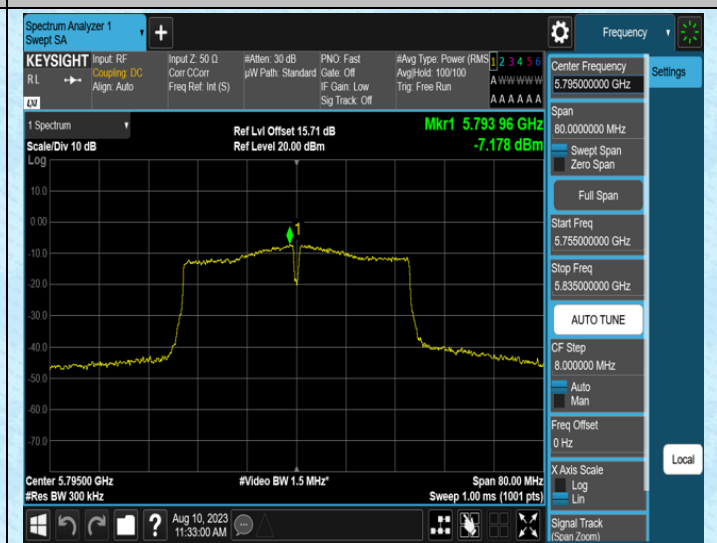 Spectrum Analyzer 1
Swept SA
Frequency
KEYSIGHT
Input: RF
RL
Coupling: DC
Align: Auto
LXI
Input Z: 50 Ω
Corr CCorr
Freq Ref: Int (S)
#Atten: 30 dB
µW Path: Standard
PNO: Fast
Gate: Off
IF Gain: Low
Sig Track: Off
#Avg Type: Power (RMS
Avg|Hold: 100/100
Trig: Free Run
1 2 3 4 5 6
A W W W W W
A A A A A A
1 Spectrum
Scale/Div 10 dB
Log
Ref Lvl Offset 15.71 dB
Ref Level 20.00 dBm
Mkr1 5.793 96 GHz
-7.178 dBm
10.0
0.00
-10.0
-20.0
-30.0
-40.0
-50.0
-60.0
-70.0
1
Center 5.79500 GHz
#Res BW 300 kHz
#Video BW 1.5 MHz*
Span 80.00 MHz
Sweep 1.00 ms (1001 pts)
Aug 10, 2023
11:33:00 AM
Center Frequency
5.795000000 GHz
Span
80.0000000 MHz
Swept Span
Zero Span
Full Span
Start Freq
5.755000000 GHz
Stop Freq
5.835000000 GHz
AUTO TUNE
CF Step
8.000000 MHz
Auto
Man
Freq Offset
0 Hz
X Axis Scale
Log
Lin
Signal Track
(Span Zoom)
Settings
Local